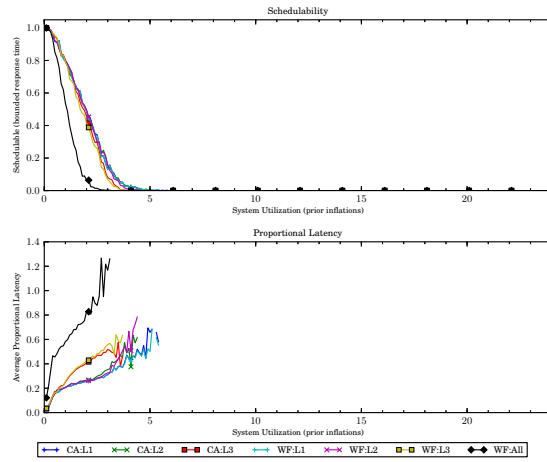 Schedulability
Schedulable (bounded response time)
1.0
0.8
0.6
0.4
0.2
0.0
0 5 10 15 20
System Utilization (prior inflations)
Proportional Latency
Average Proportional Latency
1.4
1.2
1.0
0.8
0.6
0.4
0.2
0.0
0 5 10 15 20
System Utilization (prior inflations)
CA:L1 CA:L2 CA:L3 WF:L1 WF:L2 WF:L3 WF:All